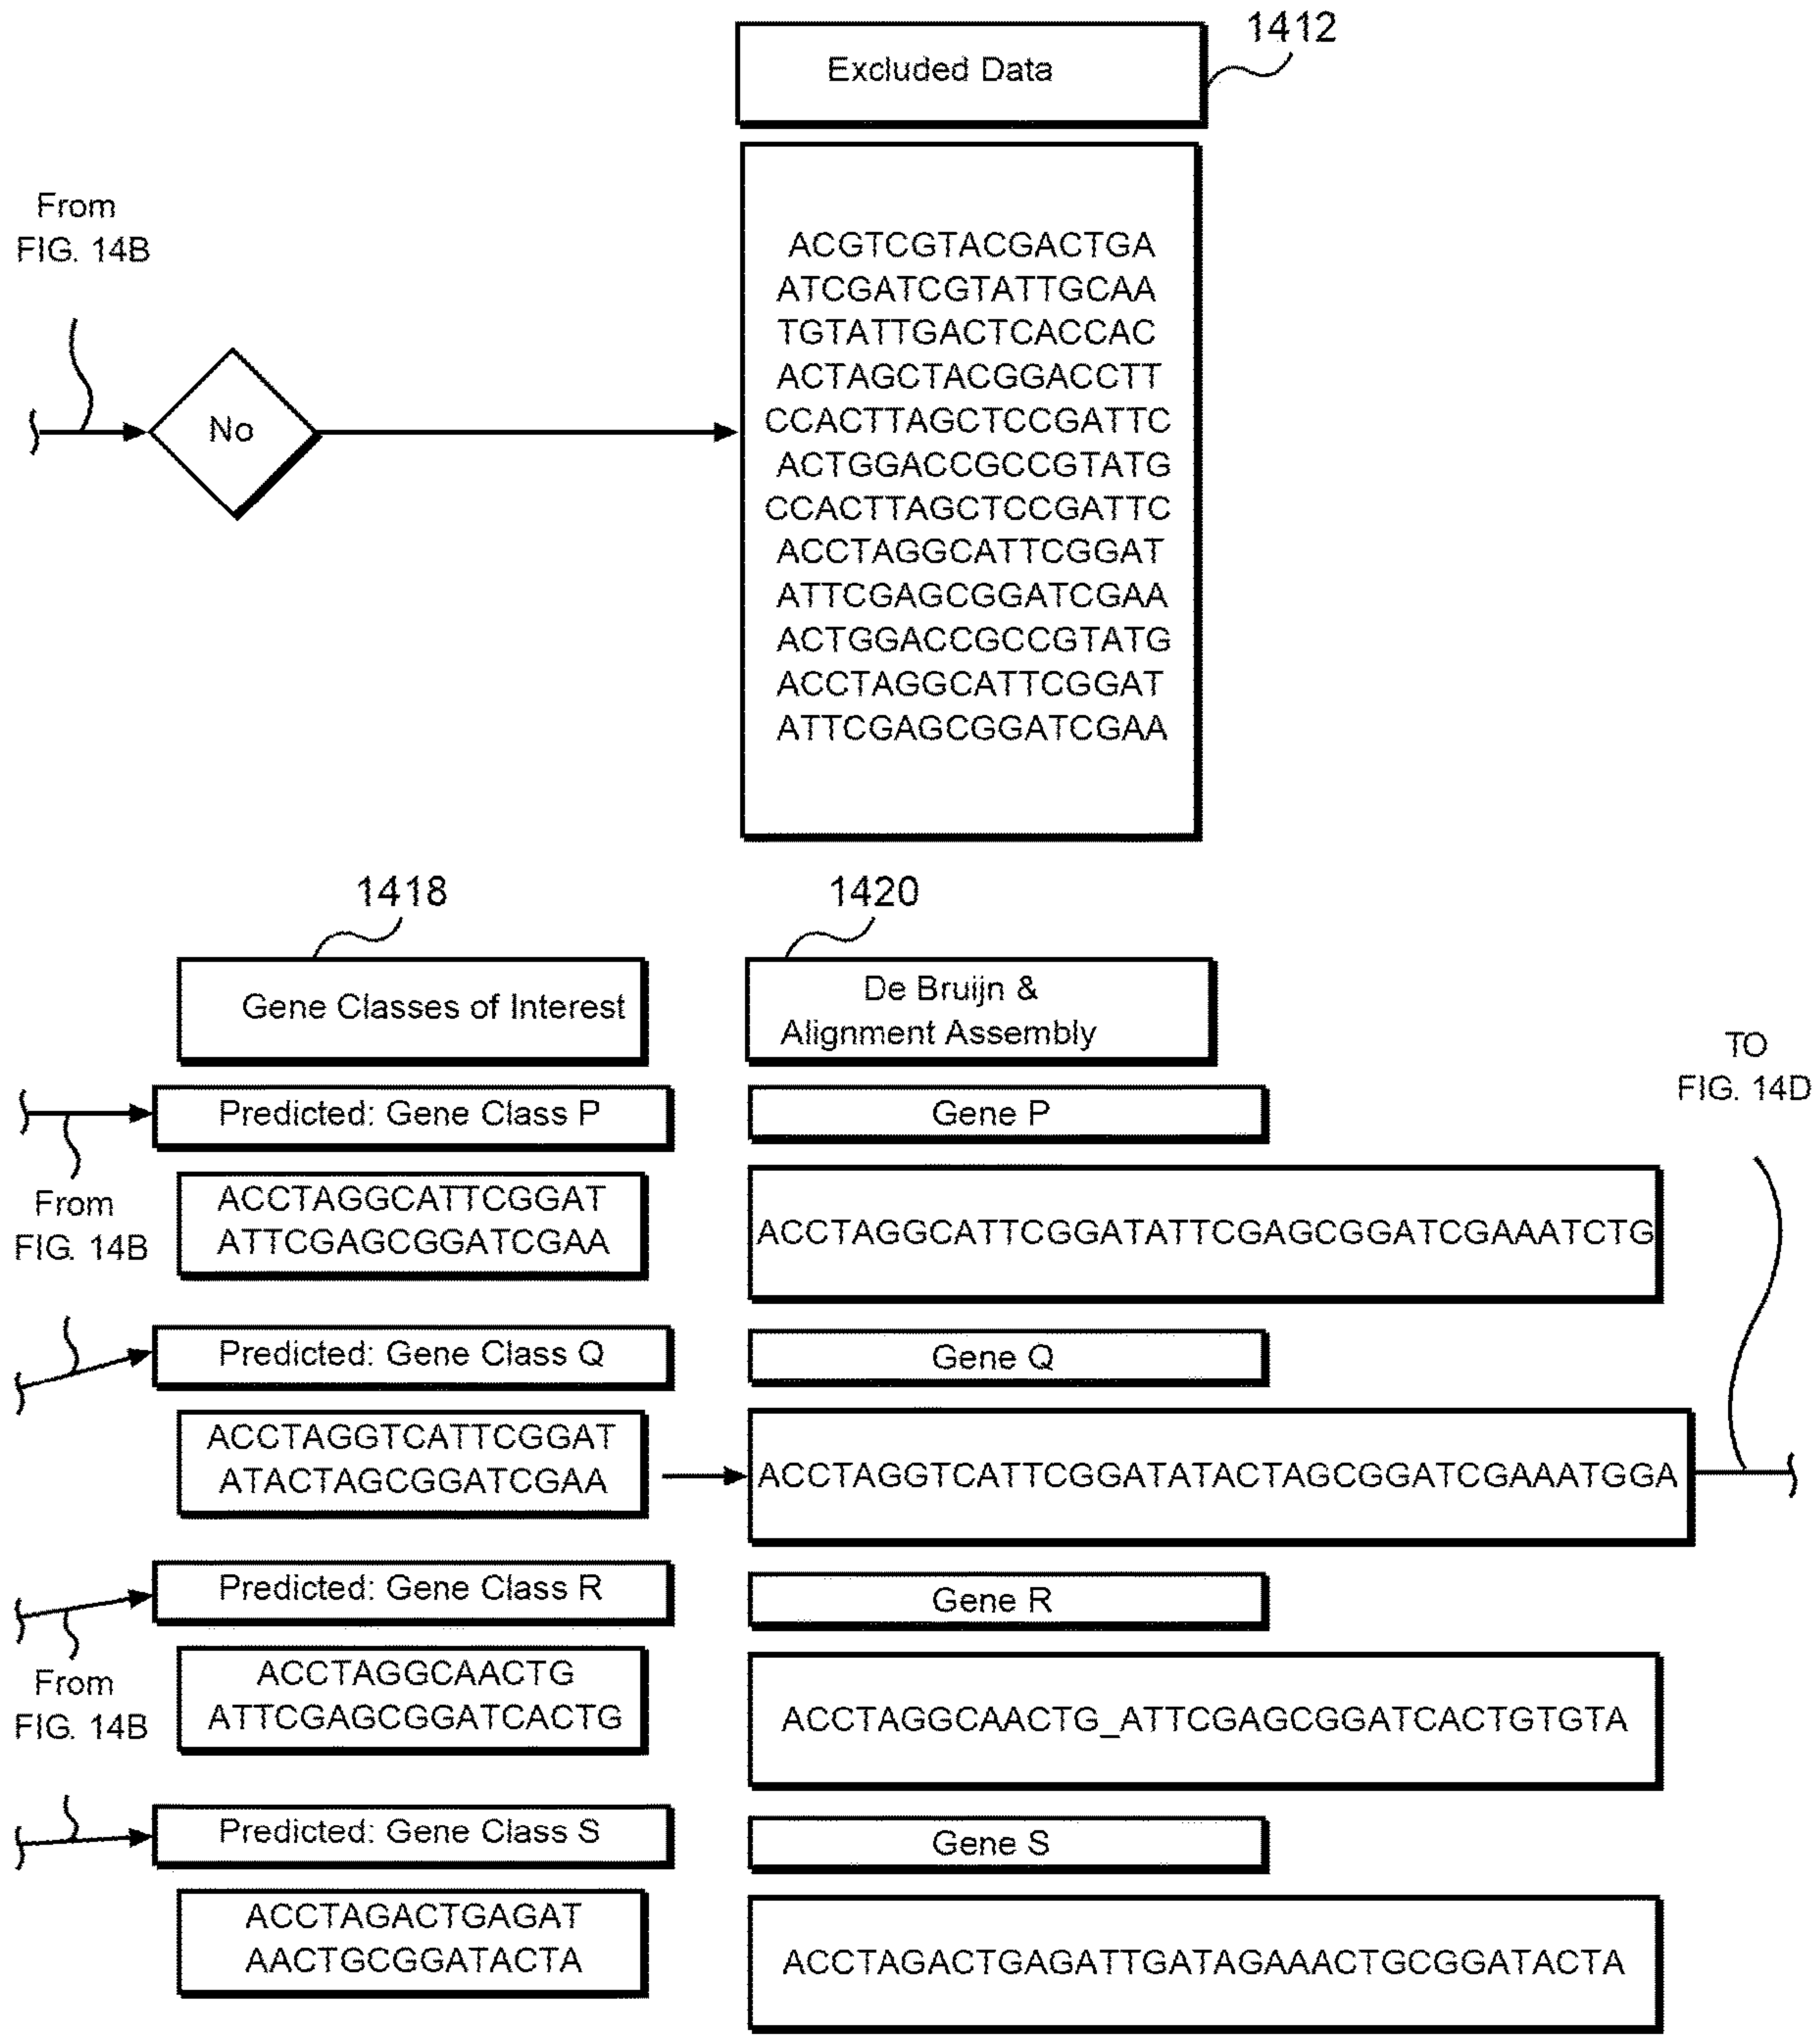 1412
Excluded Data
From
FIG. 14B
No
ACGTCGTACGACTGA
ATCGATCGTATTGCAA
TGTATTGACTCACCAC
ACTAGCTACGGACCTT
CCACTTAGCTCCGATTC
ACTGGACCGCCGTATG
CCACTTAGCTCCGATTC
ACCTAGGCATTCGGAT
ATTCGAGCGGATCGAA
ACTGGACCGCCGTATG
ACCTAGGCATTCGGAT
ATTCGAGCGGATCGAA
1418
1420
Gene Classes of Interest
De Bruijn &
Alignment Assembly
TO
FIG. 14D
Predicted: Gene Class P
Gene P
From
FIG. 14B
ACCTAGGCATTCGGAT
ATTCGAGCGGATCGAA
ACCTAGGCATTCGGATATTCGAGCGGATCGAAATCTG
Predicted: Gene Class Q
Gene Q
ACCTAGGTCATTCGGAT
ATACTAGCGGATCGAA
ACCTAGGTCATTCGGATATACTAGCGGATCGAAATGGA
Predicted: Gene Class R
Gene R
From
FIG. 14B
ACCTAGGCAACTG
ATTCGAGCGGATCACTG
ACCTAGGCAACTG_ATTCGAGCGGATCACTGTGTA
Predicted: Gene Class S
Gene S
ACCTAGACTGAGAT
AACTGCGGATACTA
ACCTAGACTGAGATTGATAGAAACTGCGGATACTA